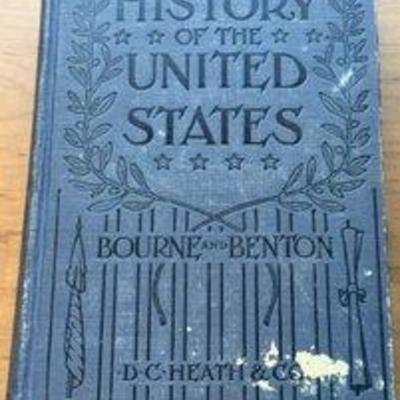 HISTORY
OF THE
UNITED
STATES
BOURNE AND BENTON
D·C·HEATH & CO.